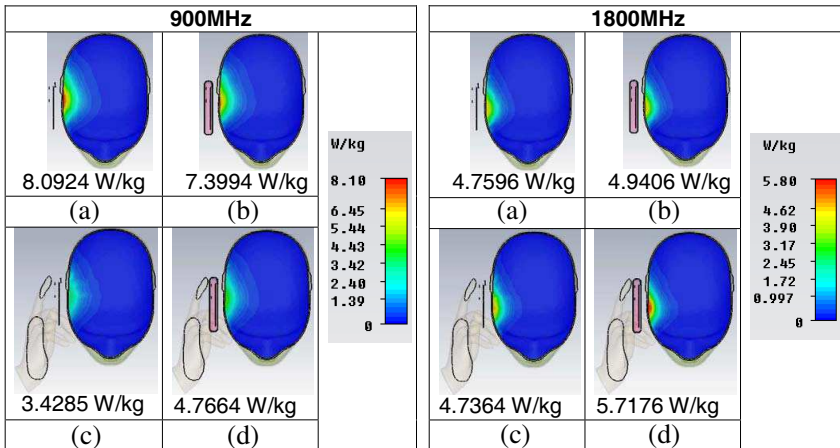 900MHz
8.0924 W/kg
7.3994 W/kg
(a)
(b)
3.4285 W/kg
4.7664 W/kg
(c)
(d)
W/kg
8.10
6.45
5.44
4.43
3.42
2.40
1.39
0
1800MHz
4.7596 W/kg
4.9406 W/kg
(a)
(b)
4.7364 W/kg
5.7176 W/kg
(c)
(d)
W/kg
5.80
4.62
3.90
3.17
2.45
1.72
0.997
0